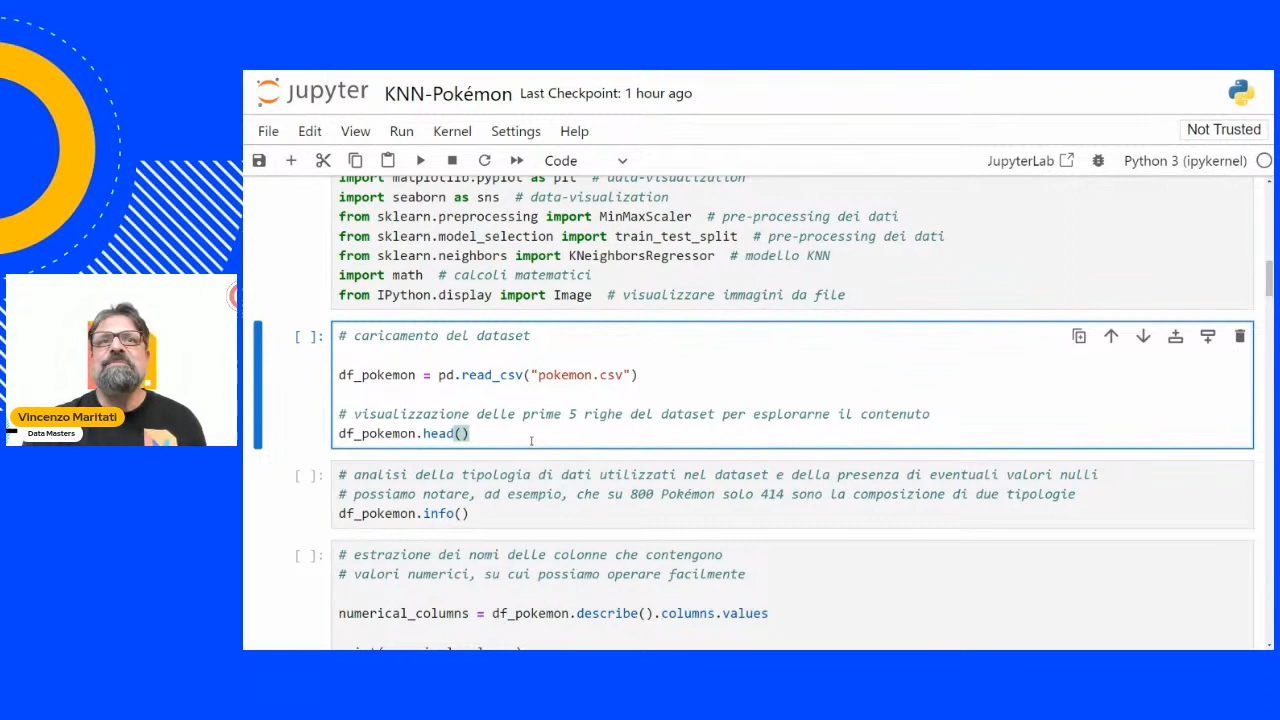 jupyter KNN-Pokémon Last Checkpoint: 1 hour ago
File Edit View Run Kernel Settings Help
Not Trusted
Code
JupyterLab
Python 3 (ipykernel)
import matplotlib.pyplot as plt # data-visualization
import seaborn as sns # data-visualization
from sklearn.preprocessing import MinMaxScaler # pre-processing dei dati
from sklearn.model_selection import train_test_split # pre-processing dei dati
from sklearn.neighbors import KNeighborsRegressor # modello KNN
import math # calcoli matematici
from IPython.display import Image # visualizzare immagini da file
[ ]: # caricamento del dataset
df_pokemon = pd.read_csv("pokemon.csv")
# visualizzazione delle prime 5 righe del dataset per esplorarne il contenuto
df_pokemon.head()
[ ]: # analisi della tipologia di dati utilizzati nel dataset e della presenza di eventuali valori nulli
# possiamo notare, ad esempio, che su 800 Pokémon solo 414 sono la composizione di due tipologie
df_pokemon.info()
[ ]: # estrazione dei nomi delle colonne che contengono
# valori numerici, su cui possiamo operare facilmente
numerical_columns = df_pokemon.describe().columns.values
Vincenzo Maritati
Data Masters